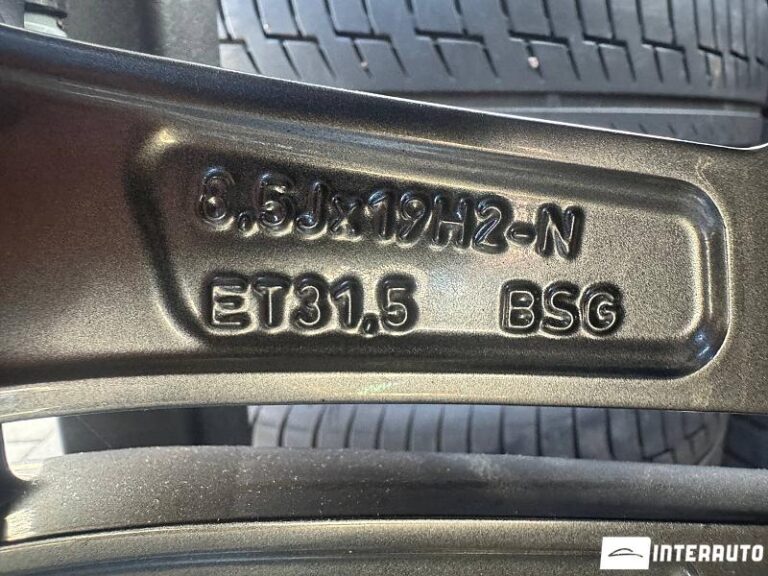 8,5Jx19H2-N
ET31,5 BSG
INTERAUTO